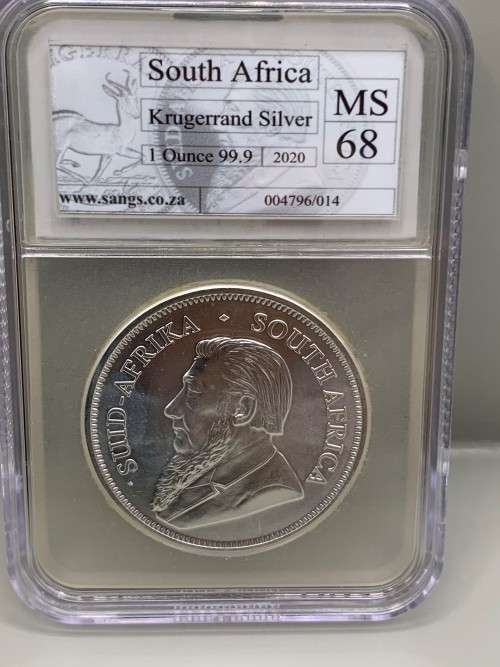 South Africa
Krugerrand Silver
1 Ounce 99.9
2020
MS
68
www.sangs.co.za
004796/014
SUID-AFRIKA
SOUTH AFRICA